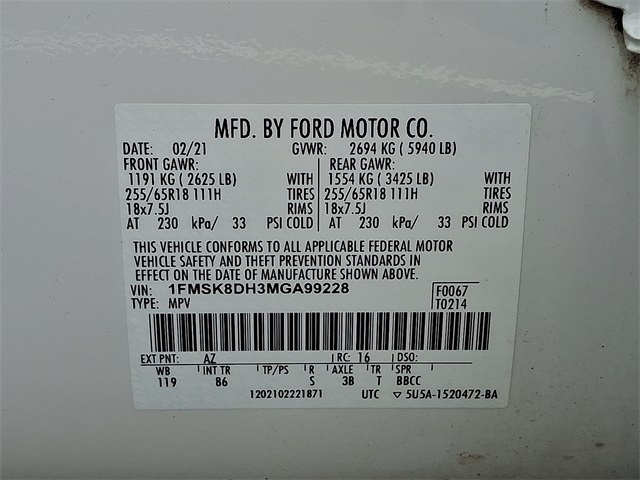 MFD. BY FORD MOTOR CO.
DATE: 02/21 GVWR: 2694 KG ( 5940 LB)
FRONT GAWR: REAR GAWR:
1191 KG ( 2625 LB) WITH 1554 KG ( 3425 LB) WITH
255/65R18 111H TIRES 255/65R18 111H TIRES
18x7.5J RIMS 18x7.5J RIMS
AT 230 kPa/ 33 PSI COLD AT 230 kPa/ 33 PSI COLD
THIS VEHICLE CONFORMS TO ALL APPLICABLE FEDERAL MOTOR
VEHICLE SAFETY AND THEFT PREVENTION STANDARDS IN
EFFECT ON THE DATE OF MANUFACTURE SHOWN ABOVE.
VIN: 1FMSK8DH3MGA99228 F0067
TYPE: MPV T0214
EXT PNT: AZ RC: 16 DSO:
WB INT TR TP/PS R AXLE TR SPR
119 86 S 3B T BBCC
1202102221871 UTC ▽ 5U5A-1520472-BA